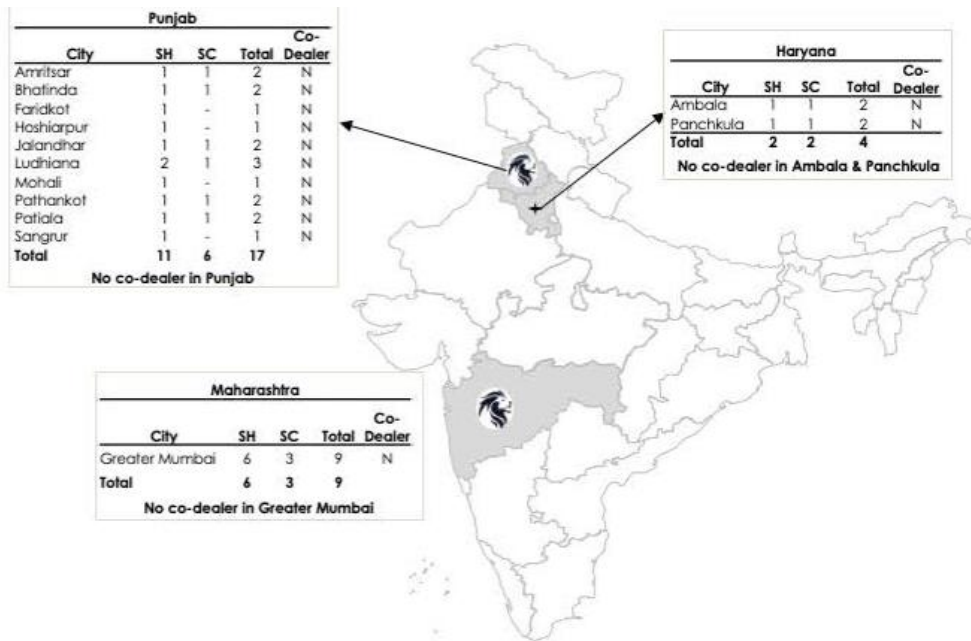 Punjab
City SH SC Total Co-Dealer
Amritsar 1 1 2 N
Bhatinda 1 1 2 N
Faridkot 1 - 1 N
Hoshiarpur 1 - 1 N
Jalandhar 1 1 2 N
Ludhiana 2 1 3 N
Mohali 1 - 1 N
Pathankot 1 1 2 N
Patiala 1 1 2 N
Sangrur 1 - 1 N
Total 11 6 17
No co-dealer in Punjab
Haryana
City SH SC Total Co-Dealer
Ambala 1 1 2 N
Panchkula 1 1 2 N
Total 2 2 4
No co-dealer in Ambala & Panchkula
Maharashtra
City SH SC Total Co-Dealer
Greater Mumbai 6 3 9 N
Total 6 3 9
No co-dealer in Greater Mumbai